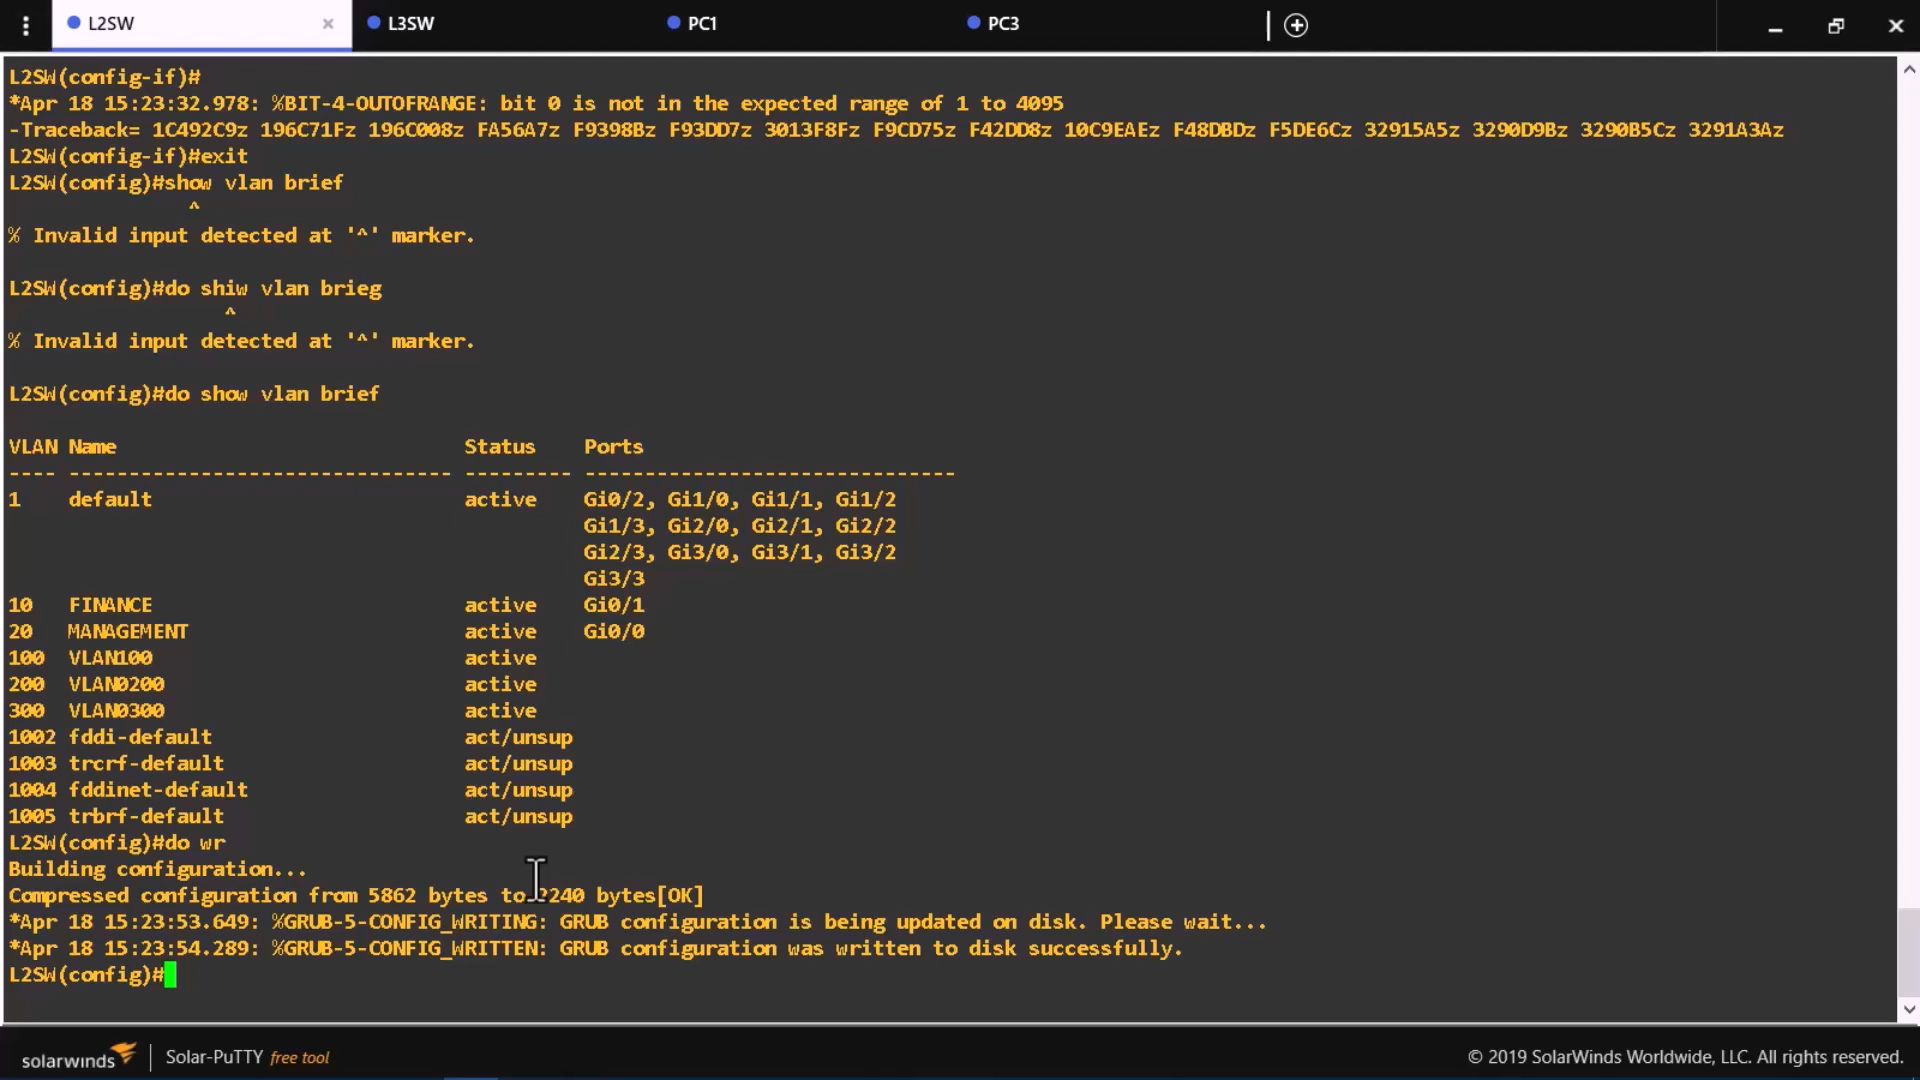 L2SW
L3SW
PC1
PC3
L2SW(config-if)#
*Apr 18 15:23:32.978: %BIT-4-OUTOFRANGE: bit 0 is not in the expected range of 1 to 4095
-Traceback= 1C492C9z 196C71Fz 196C008z FA56A7z F9398Bz F93DD7z 3013F8Fz F9CD75z F42DD8z 10C9EAEz F48DBDz F5DE6Cz 32915A5z 3290D9Bz 3290B5Cz 3291A3Az
L2SW(config-if)#exit
L2SW(config)#show vlan brief
^
% Invalid input detected at '^' marker.
L2SW(config)#do shiw vlan brieg
^
% Invalid input detected at '^' marker.
L2SW(config)#do show vlan brief
VLAN Name                             Status    Ports
---- -------------------------------- --------- -------------------------------
1    default                          active    Gi0/2, Gi1/0, Gi1/1, Gi1/2
Gi1/3, Gi2/0, Gi2/1, Gi2/2
Gi2/3, Gi3/0, Gi3/1, Gi3/2
Gi3/3
10   FINANCE                          active    Gi0/1
20   MANAGEMENT                       active    Gi0/0
100  VLAN100                          active
200  VLAN0200                         active
300  VLAN0300                         active
1002 fddi-default                     act/unsup
1003 trcrf-default                    act/unsup
1004 fddinet-default                  act/unsup
1005 trbrf-default                    act/unsup
L2SW(config)#do wr
Building configuration...
Compressed configuration from 5862 bytes to 2240 bytes[OK]
*Apr 18 15:23:53.649: %GRUB-5-CONFIG_WRITING: GRUB configuration is being updated on disk. Please wait...
*Apr 18 15:23:54.289: %GRUB-5-CONFIG_WRITTEN: GRUB configuration was written to disk successfully.
L2SW(config)#
solarwinds | Solar-PuTTY free tool
© 2019 SolarWinds Worldwide, LLC. All rights reserved.